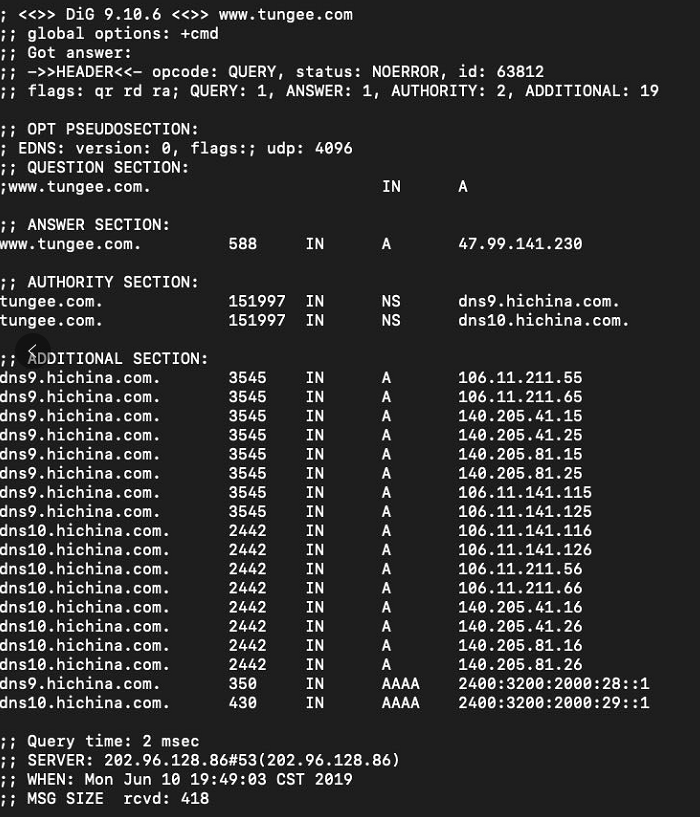 ; <<>> DiG 9.10.6 <<>> www.tungee.com
;; global options: +cmd
;; Got answer:
;; ->>HEADER<<- opcode: QUERY, status: NOERROR, id: 63812
;; flags: qr rd ra; QUERY: 1, ANSWER: 1, AUTHORITY: 2, ADDITIONAL: 19

;; OPT PSEUDOSECTION:
; EDNS: version: 0, flags:; udp: 4096
;; QUESTION SECTION:
;www.tungee.com. IN A

;; ANSWER SECTION:
www.tungee.com. 588 IN A 47.99.141.230

;; AUTHORITY SECTION:
tungee.com. 151997 IN NS dns9.hichina.com.
tungee.com. 151997 IN NS dns10.hichina.com.

;; ADDITIONAL SECTION:
dns9.hichina.com. 3545 IN A 106.11.211.55
dns9.hichina.com. 3545 IN A 106.11.211.65
dns9.hichina.com. 3545 IN A 140.205.41.15
dns9.hichina.com. 3545 IN A 140.205.41.25
dns9.hichina.com. 3545 IN A 140.205.81.15
dns9.hichina.com. 3545 IN A 140.205.81.25
dns9.hichina.com. 3545 IN A 106.11.141.115
dns9.hichina.com. 3545 IN A 106.11.141.125
dns10.hichina.com. 2442 IN A 106.11.141.116
dns10.hichina.com. 2442 IN A 106.11.141.126
dns10.hichina.com. 2442 IN A 106.11.211.56
dns10.hichina.com. 2442 IN A 106.11.211.66
dns10.hichina.com. 2442 IN A 140.205.41.16
dns10.hichina.com. 2442 IN A 140.205.41.26
dns10.hichina.com. 2442 IN A 140.205.81.16
dns10.hichina.com. 2442 IN A 140.205.81.26
dns9.hichina.com. 350 IN AAAA 2400:3200:2000:28::1
dns10.hichina.com. 430 IN AAAA 2400:3200:2000:29::1

;; Query time: 2 msec
;; SERVER: 202.96.128.86#53(202.96.128.86)
;; WHEN: Mon Jun 10 19:49:03 CST 2019
;; MSG SIZE rcvd: 418